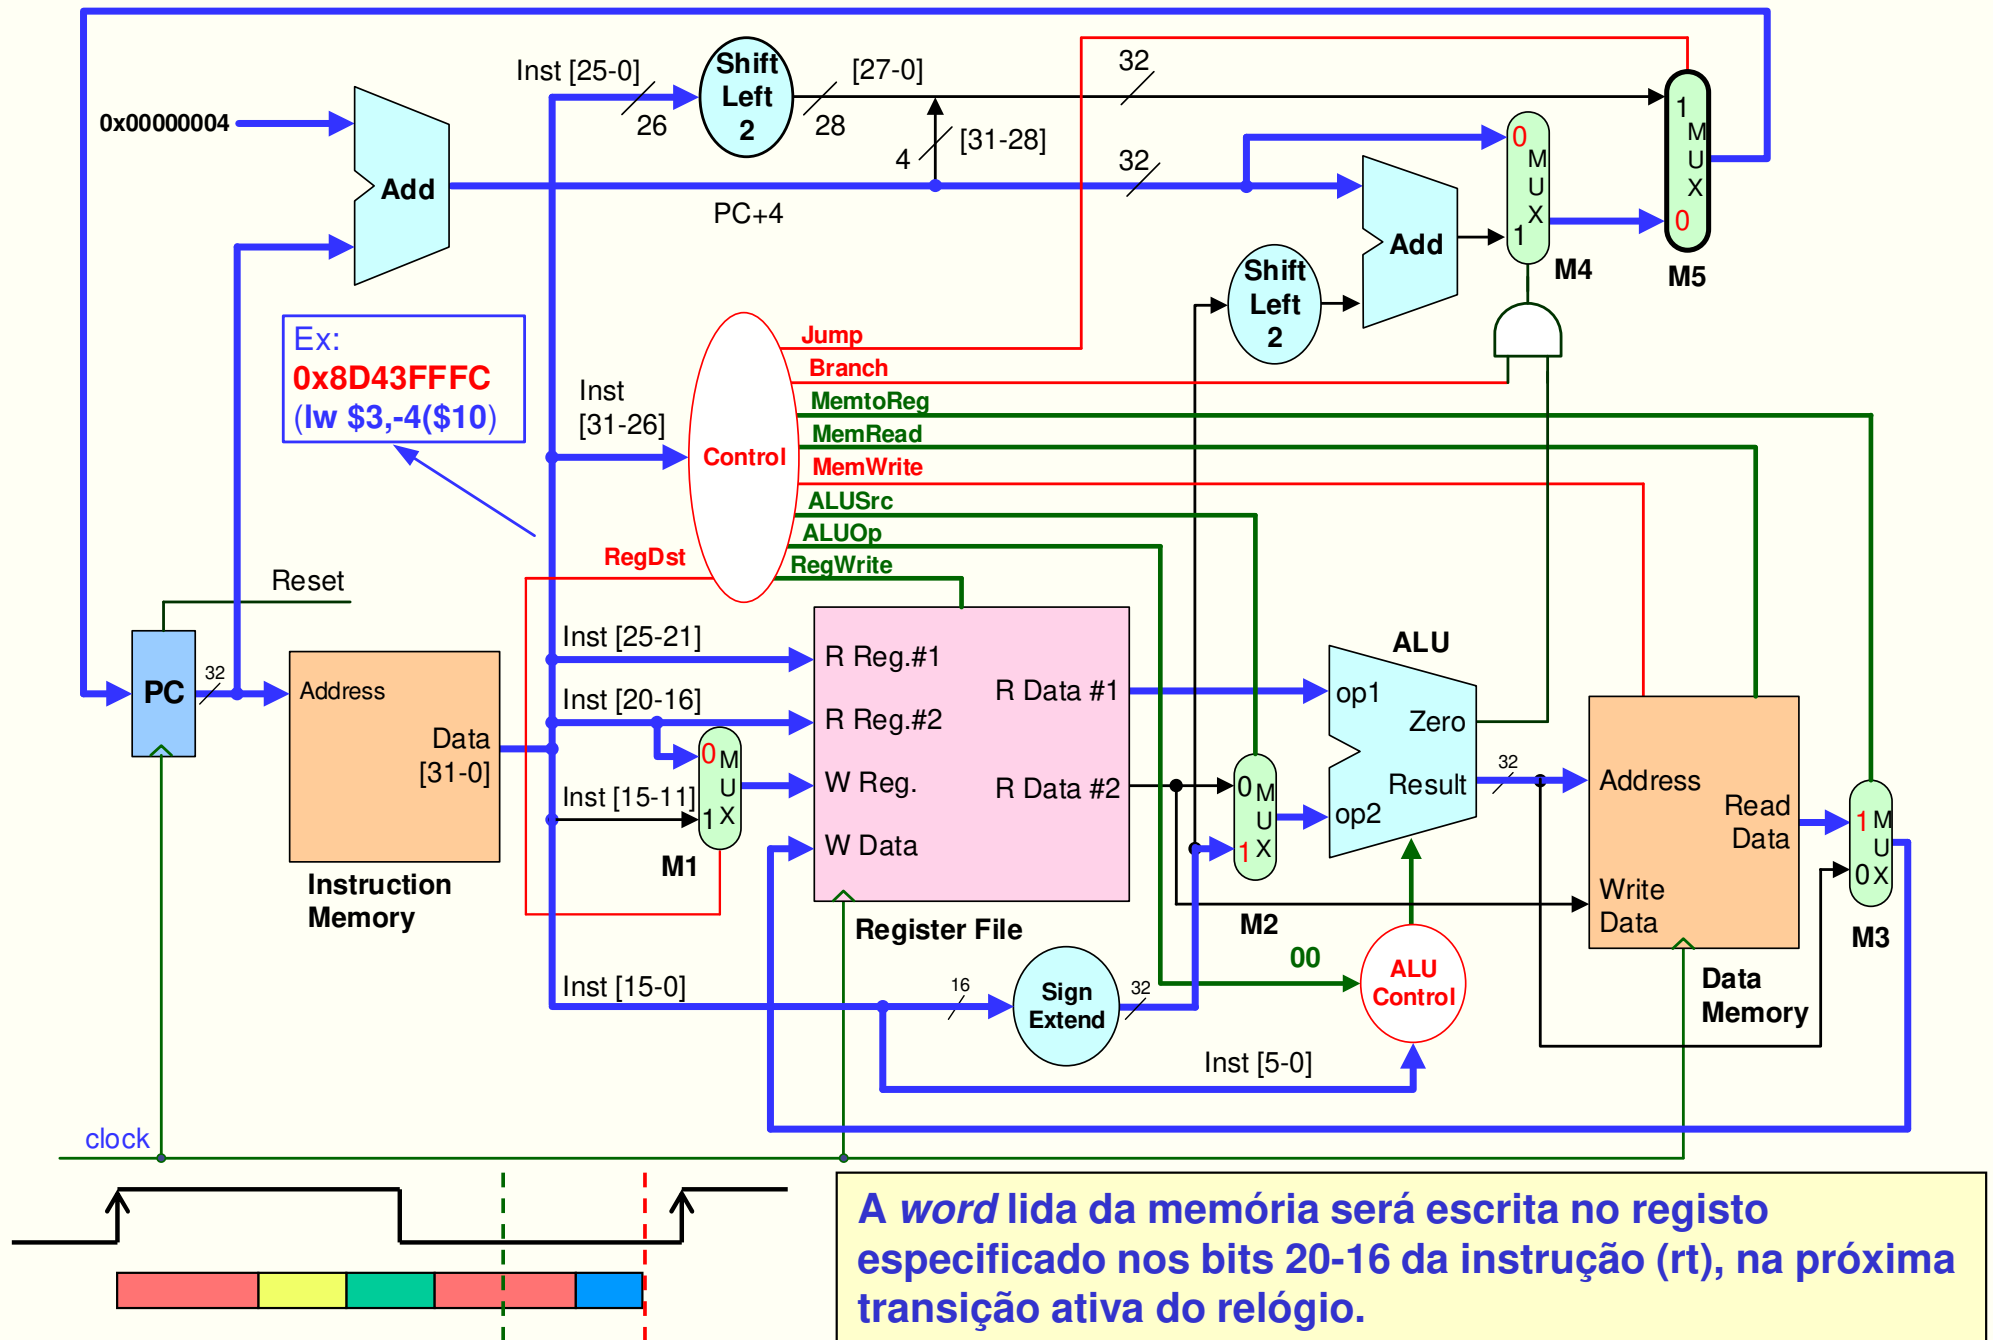 Inst [25-0]
26
Shift
Left
2
28
[27-0]
32
4
[31-28]
32
0x00000004
Add
PC+4
0
M
U
X
1
M4
1
M
U
X
0
M5
Add
Shift
Left
2
Ex:
0x8D43FFFC
(lw $3,-4($10)
Inst
[31-26]
Control
Jump
Branch
MemtoReg
MemRead
MemWrite
ALUSrc
ALUOp
RegWrite
RegDst
Reset
PC
32
Address
Data
[31-0]
Instruction
Memory
Inst [25-21]
Inst [20-16]
Inst [15-11]
0
M
U
1 X
M1
R Reg.#1
R Reg.#2
W Reg.
W Data
R Data #1
R Data #2
Register File
0 M
U
1 X
M2
ALU
op1
Zero
Result
op2
32
Address
Read
Data
Write
Data
Data
Memory
1 M
U
0 X
M3
Inst [15-0]
16
Sign
Extend
32
00
ALU
Control
Inst [5-0]
clock
A word lida da memória será escrita no registo
especificado nos bits 20-16 da instrução (rt), na próxima
transição ativa do relógio.